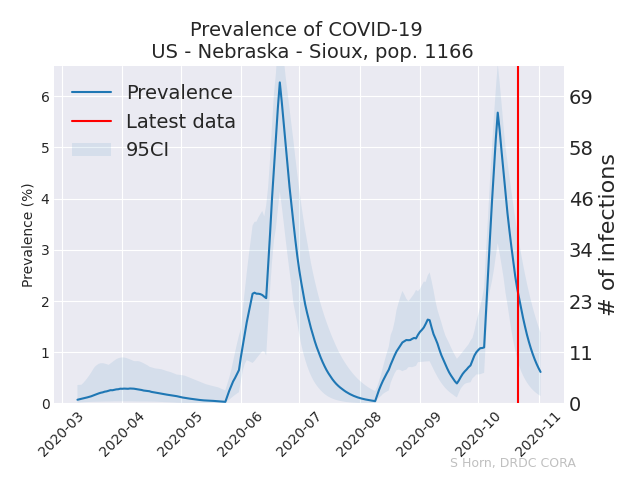 Prevalence of COVID-19
US - Nebraska - Sioux, pop. 1166
Prevalence
Latest data
95CI
Prevalence (%)
6
5
4
3
2
1
0
# of infections
69
58
46
34
23
11
0
2020-03
2020-04
2020-05
2020-06
2020-07
2020-08
2020-09
2020-10
2020-11
S Horn, DRDC CORA